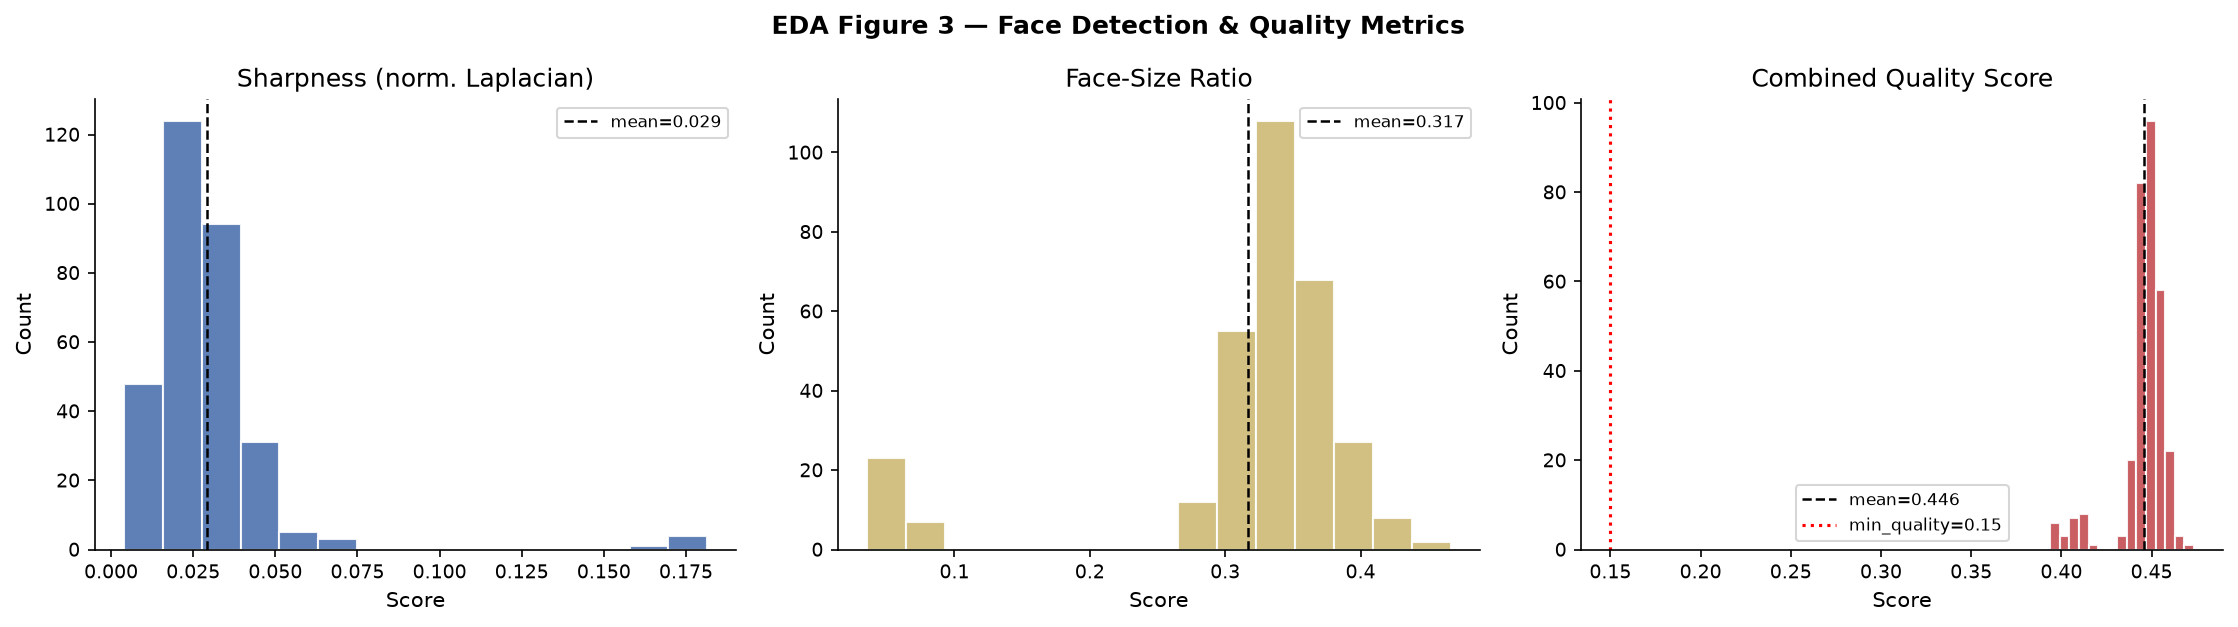 EDA Figure 3 — Face Detection & Quality Metrics
Sharpness (norm. Laplacian)
mean=0.029
Count
0
20
40
60
80
100
120
0.000 0.025 0.050 0.075 0.100 0.125 0.150 0.175
Score
Face-Size Ratio
mean=0.317
Count
0
20
40
60
80
100
0.1 0.2 0.3 0.4
Score
Combined Quality Score
mean=0.446
min_quality=0.15
Count
0
20
40
60
80
100
0.15 0.20 0.25 0.30 0.35 0.40 0.45
Score